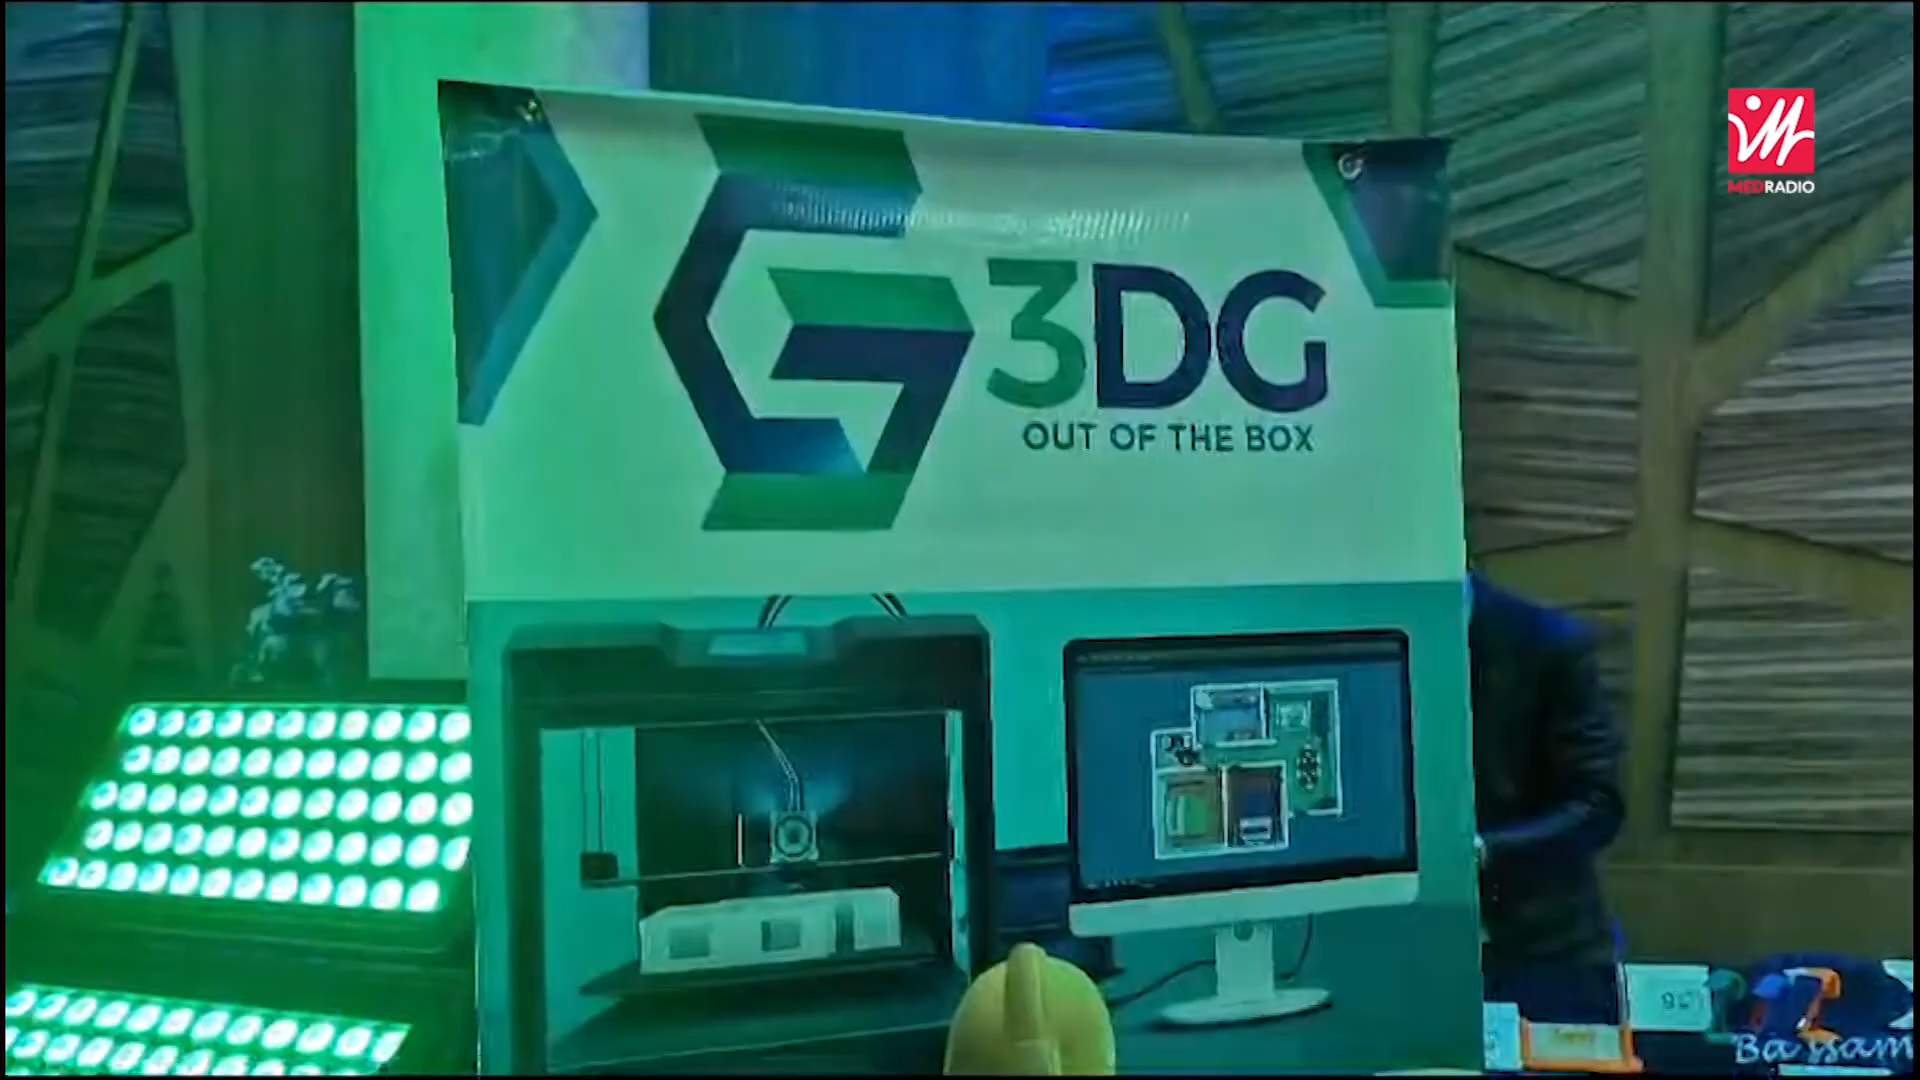 MEDRADIO
3DG
OUT OF THE BOX
Bassam